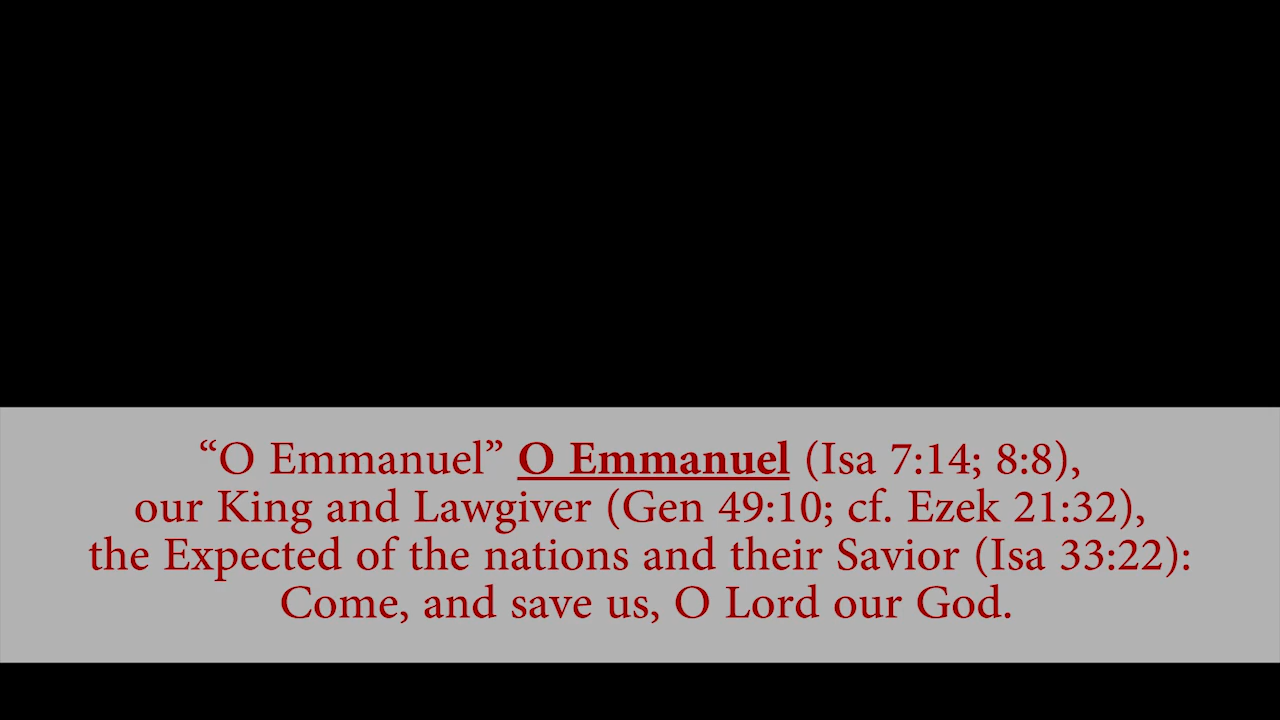 “O Emmanuel” O Emmanuel (Isa 7:14; 8:8),
our King and Lawgiver (Gen 49:10; cf. Ezek 21:32),
the Expected of the nations and their Savior (Isa 33:22):
Come, and save us, O Lord our God.